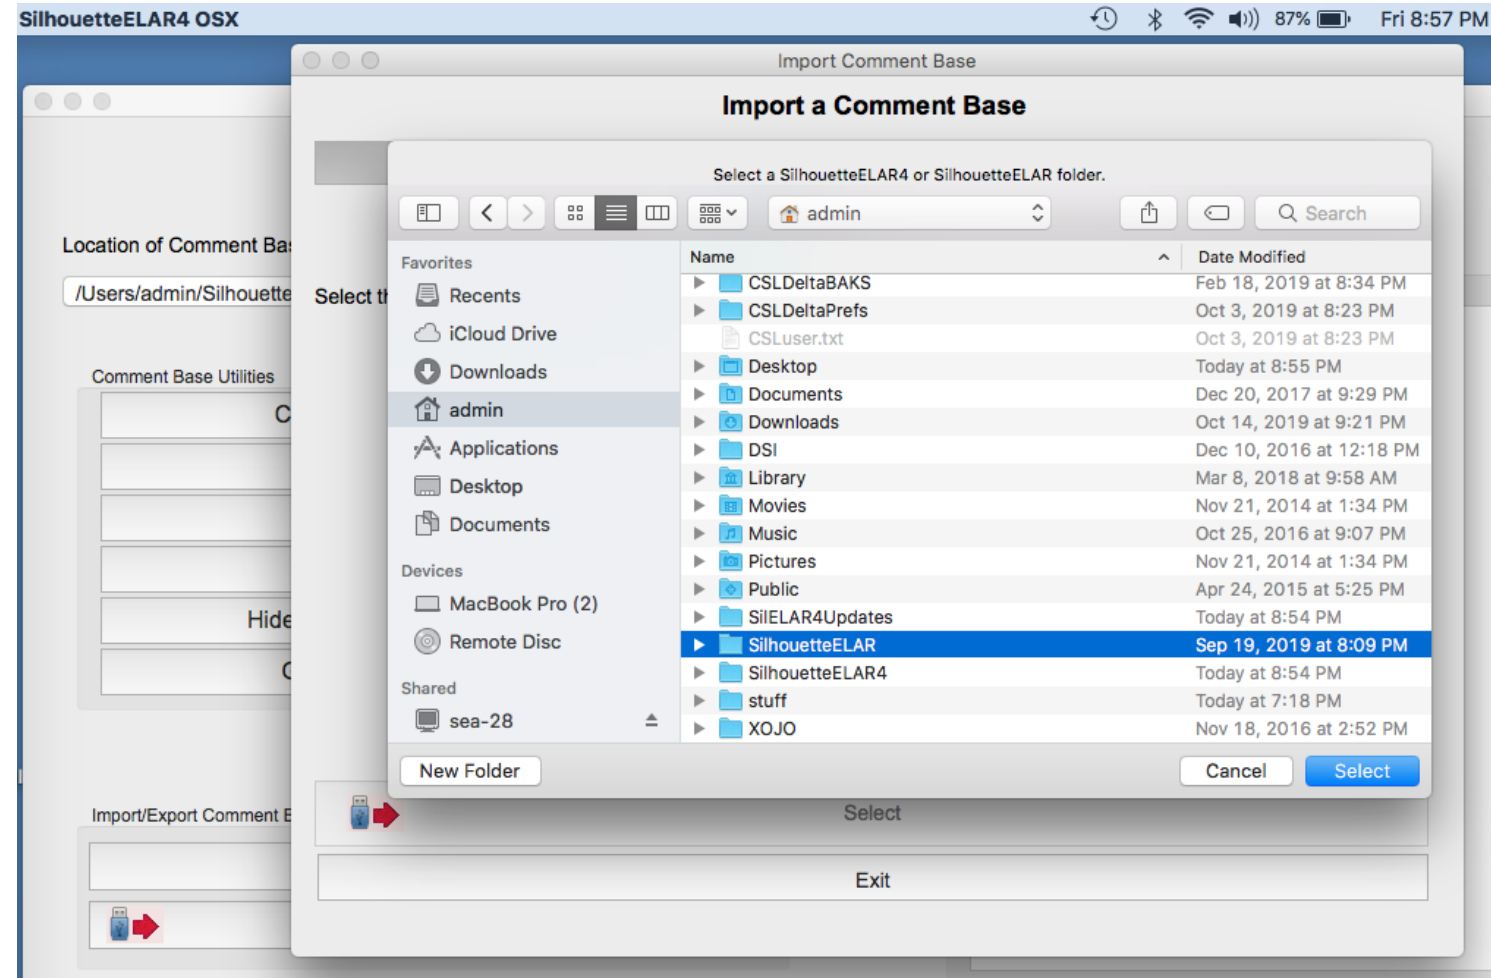 SilhouetteELAR4 OSX
87%
Fri 8:57 PM
Import Comment Base
Import a Comment Base
Select a SilhouetteELAR4 or SilhouetteELAR folder.
admin
Search
Location of Comment Bas
/Users/admin/Silhouette
Select th
Favorites
Recents
iCloud Drive
Downloads
admin
Applications
Desktop
Documents
Devices
MacBook Pro (2)
Remote Disc
Shared
sea-28
Name Date Modified
CSLDeltaBAKS Feb 18, 2019 at 8:34 PM
CSLDeltaPrefs Oct 3, 2019 at 8:23 PM
CSLuser.txt Oct 3, 2019 at 8:23 PM
Desktop Today at 8:55 PM
Documents Dec 20, 2017 at 9:29 PM
Downloads Oct 14, 2019 at 9:21 PM
DSI Dec 10, 2016 at 12:18 PM
Library Mar 8, 2018 at 9:58 AM
Movies Nov 21, 2014 at 1:34 PM
Music Oct 25, 2016 at 9:07 PM
Pictures Nov 21, 2014 at 1:34 PM
Public Apr 24, 2015 at 5:25 PM
SilELAR4Updates Today at 8:54 PM
SilhouetteELAR Sep 19, 2019 at 8:09 PM
SilhouetteELAR4 Today at 8:54 PM
stuff Today at 7:18 PM
XOJO Nov 18, 2016 at 2:52 PM
New Folder
Cancel
Select
Comment Base Utilities
C
Hide
Import/Export Comment B
Select
Exit